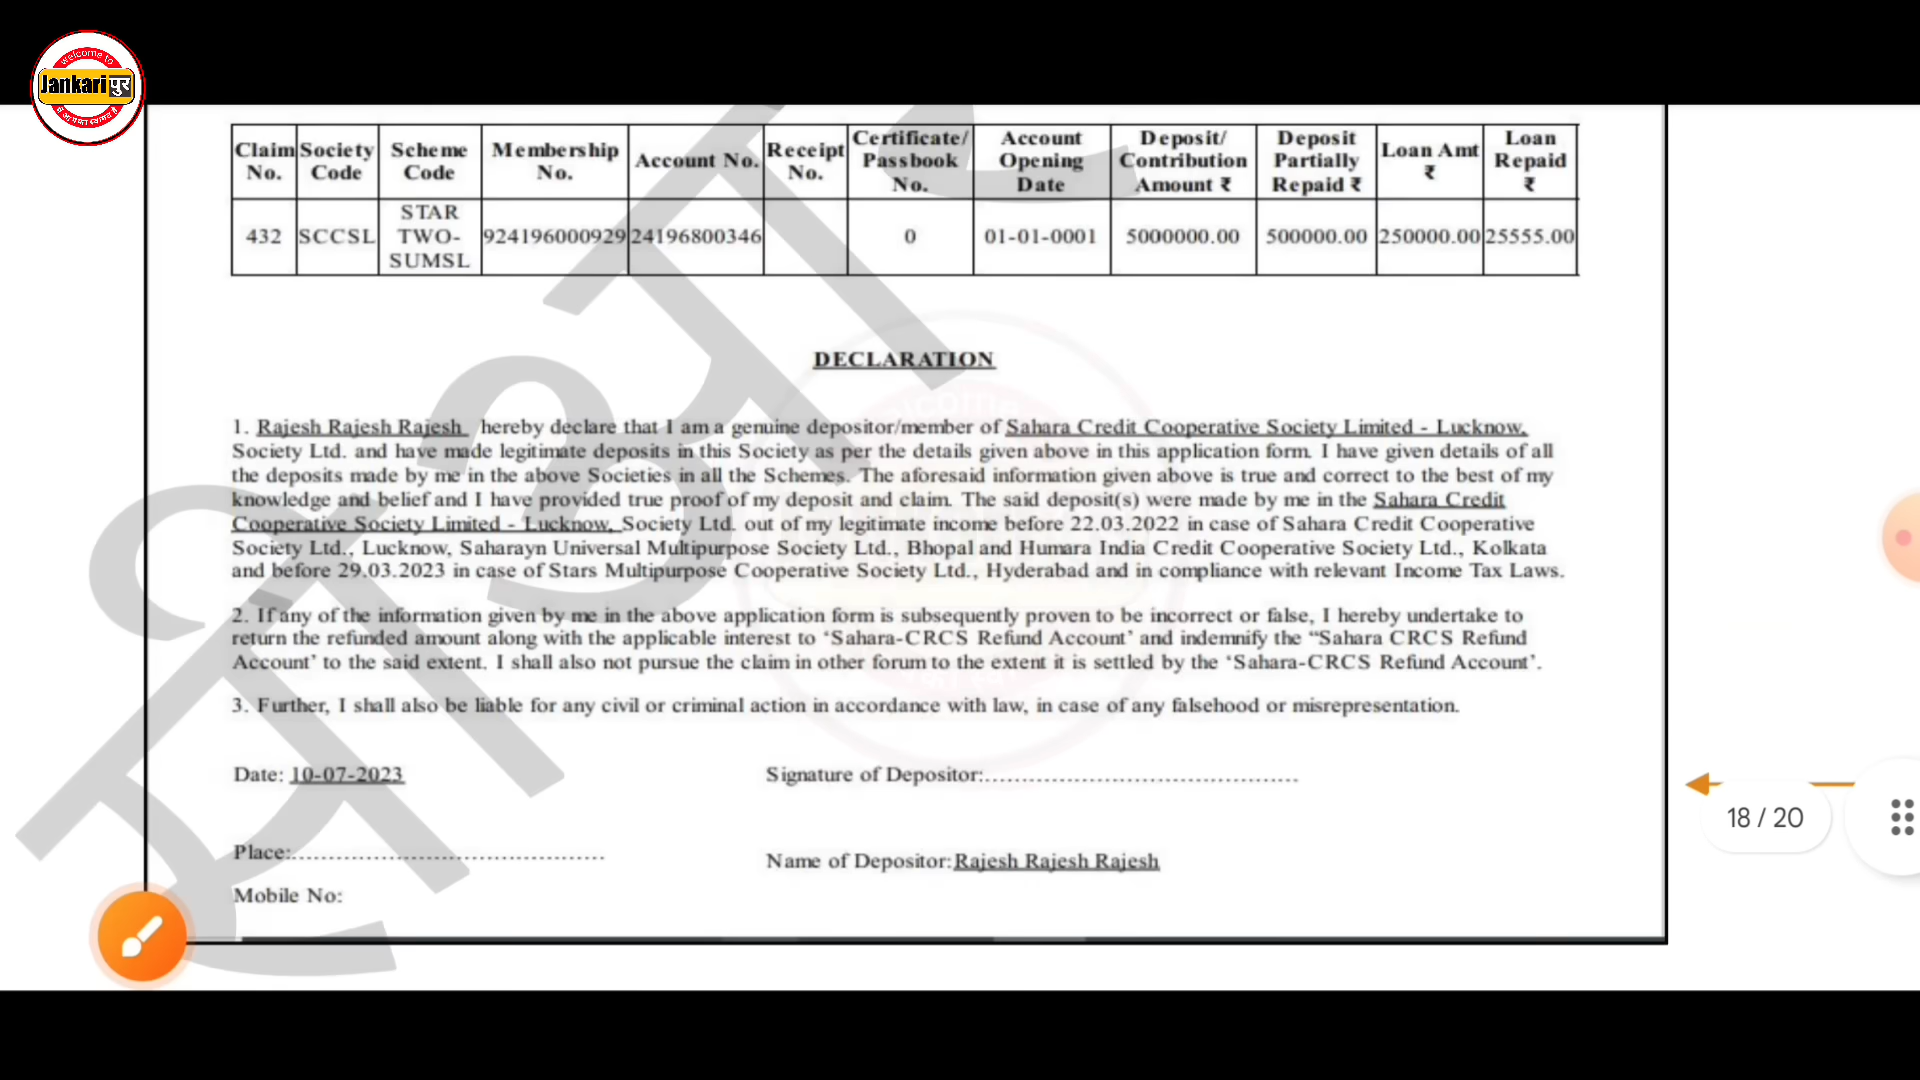 welcome to
Jankari पुर
Claim No. Society Code Scheme Code Membership No. Account No. Receipt No. Certificate/ Passbook No. Account Opening Date Deposit/ Contribution Amount ₹ Deposit Partially Repaid ₹ Loan Amt ₹ Loan Repaid ₹
432 SCCSL STAR TWO- SUMSL 924196000929 24196800346 0 01-01-0001 5000000.00 500000.00 250000.00 25555.00
DECLARATION
1. Rajesh Rajesh Rajesh hereby declare that I am a genuine depositor/member of Sahara Credit Cooperative Society Limited - Lucknow,
Society Ltd. and have made legitimate deposits in this Society as per the details given above in this application form. I have given details of all
the deposits made by me in the above Societies in all the Schemes. The aforesaid information given above is true and correct to the best of my
knowledge and belief and I have provided true proof of my deposit and claim. The said deposit(s) were made by me in the Sahara Credit
Cooperative Society Limited - Lucknow, Society Ltd. out of my legitimate income before 22.03.2022 in case of Sahara Credit Cooperative
Society Ltd., Lucknow, Saharayn Universal Multipurpose Society Ltd., Bhopal and Humara India Credit Cooperative Society Ltd., Kolkata
and before 29.03.2023 in case of Stars Multipurpose Cooperative Society Ltd., Hyderabad and in compliance with relevant Income Tax Laws.
2. If any of the information given by me in the above application form is subsequently proven to be incorrect or false, I hereby undertake to
return the refunded amount along with the applicable interest to ‘Sahara-CRCS Refund Account’ and indemnify the “Sahara CRCS Refund
Account’ to the said extent. I shall also not pursue the claim in other forum to the extent it is settled by the ‘Sahara-CRCS Refund Account’.
3. Further, I shall also be liable for any civil or criminal action in accordance with law, in case of any falsehood or misrepresentation.
Date: 10-07-2023 Signature of Depositor:......................................
Place:...................................... Name of Depositor: Rajesh Rajesh Rajesh
Mobile No:
18 / 20